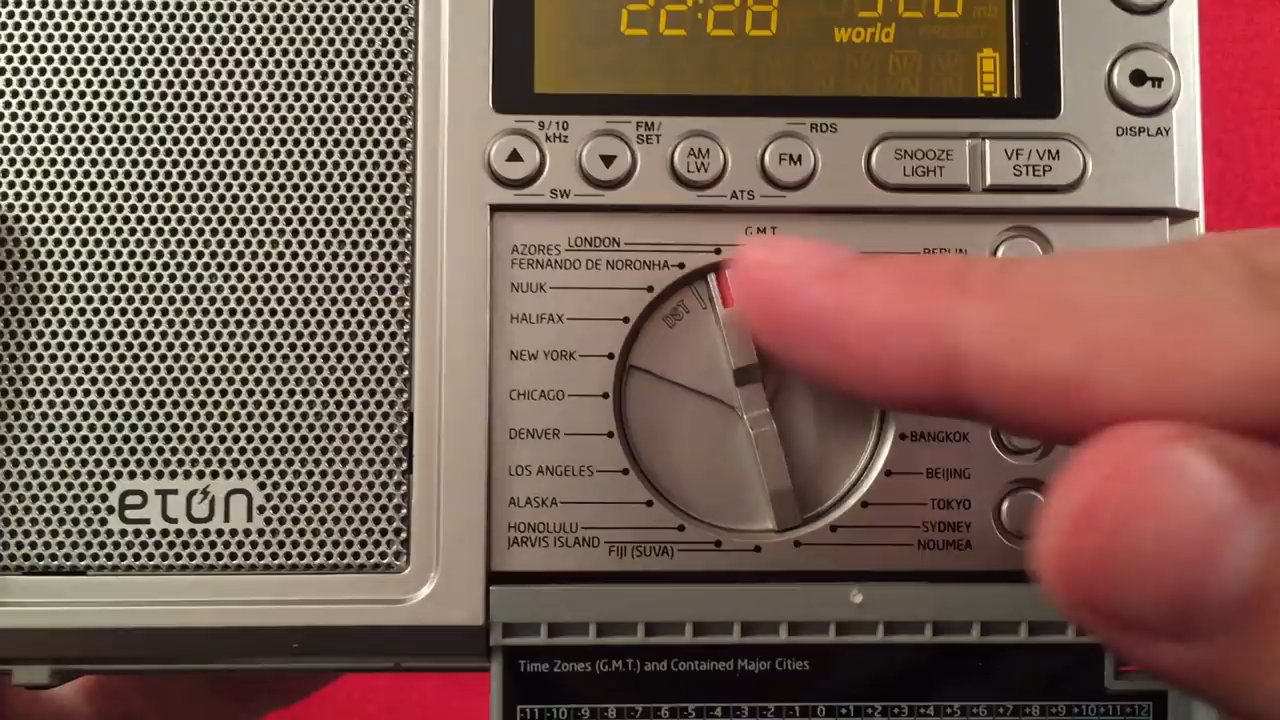 22:28
world
PRESET
mb
DISPLAY
9/10 kHz
FM/ SET
AM LW
FM
RDS
SNOOZE LIGHT
VF / VM STEP
SW
ATS
G.M.T.
LONDON
AZORES
FERNANDO DE NORONHA
BERLIN
NUUK
DST
HALIFAX
NEW YORK
CHICAGO
DENVER
BANGKOK
LOS ANGELES
BEIJING
ALASKA
TOKYO
HONOLULU
SYDNEY
JARVIS ISLAND
FIJI (SUVA)
NOUMEA
etón
Time Zones (G.M.T.) and Contained Major Cities
-11 -10 -9 -8 -7 -6 -5 -4 -3 -2 -1 0 +1 +2 +3 +4 +5 +6 +7 +8 +9 +10 +11 +12